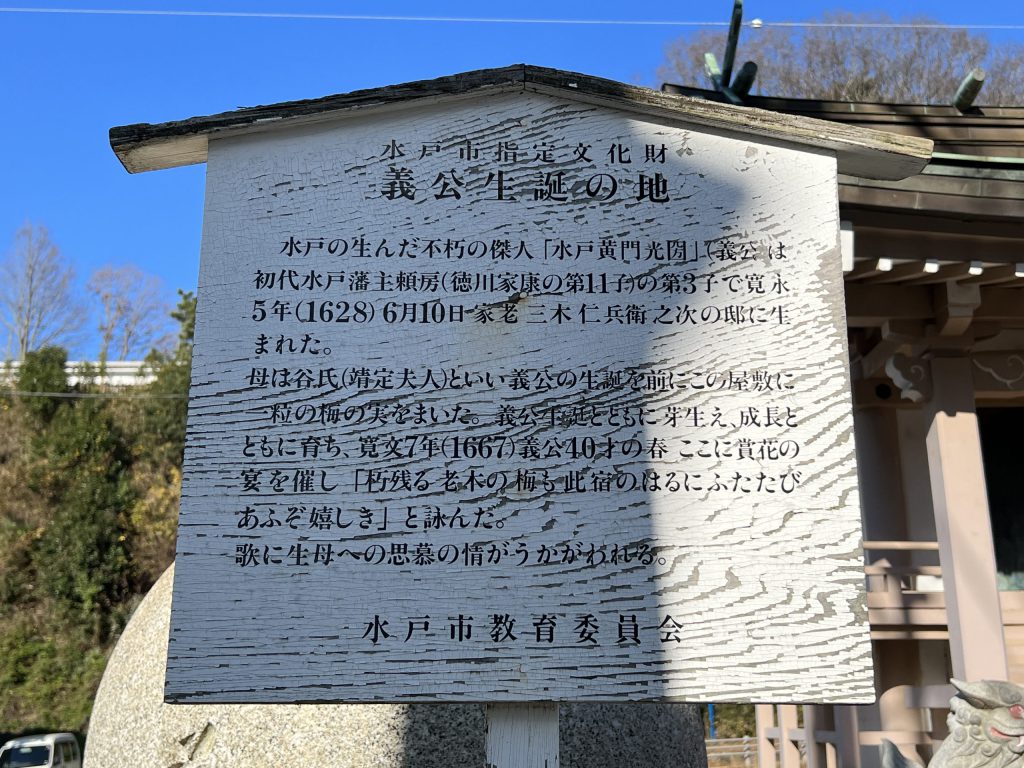 水戸市指定文化財
義公生誕の地
水戸の生んだ不朽の傑人「水戸黄門光圀」(義公 は
初代水戸藩主頼房(徳川家康の第11子)の第3子で寛永
5年(1628)6月10日 家老 三木仁兵衛之次の邸に生
まれた。
母は谷氏(靖定夫人)といい義公の生誕を前にこの屋敷に
一粒の梅の実をまいた。義公生誕とともに芽生え、成長と
ともに育ち、寛文7年(1667)義公40才の春 ここに賞花の
宴を催し「朽残る 老木の梅も 此宿のはるにふたたび
あふぞ嬉しき」と詠んだ。
歌に生母への思慕の情がうかがわれる。
水戸市教育委員会